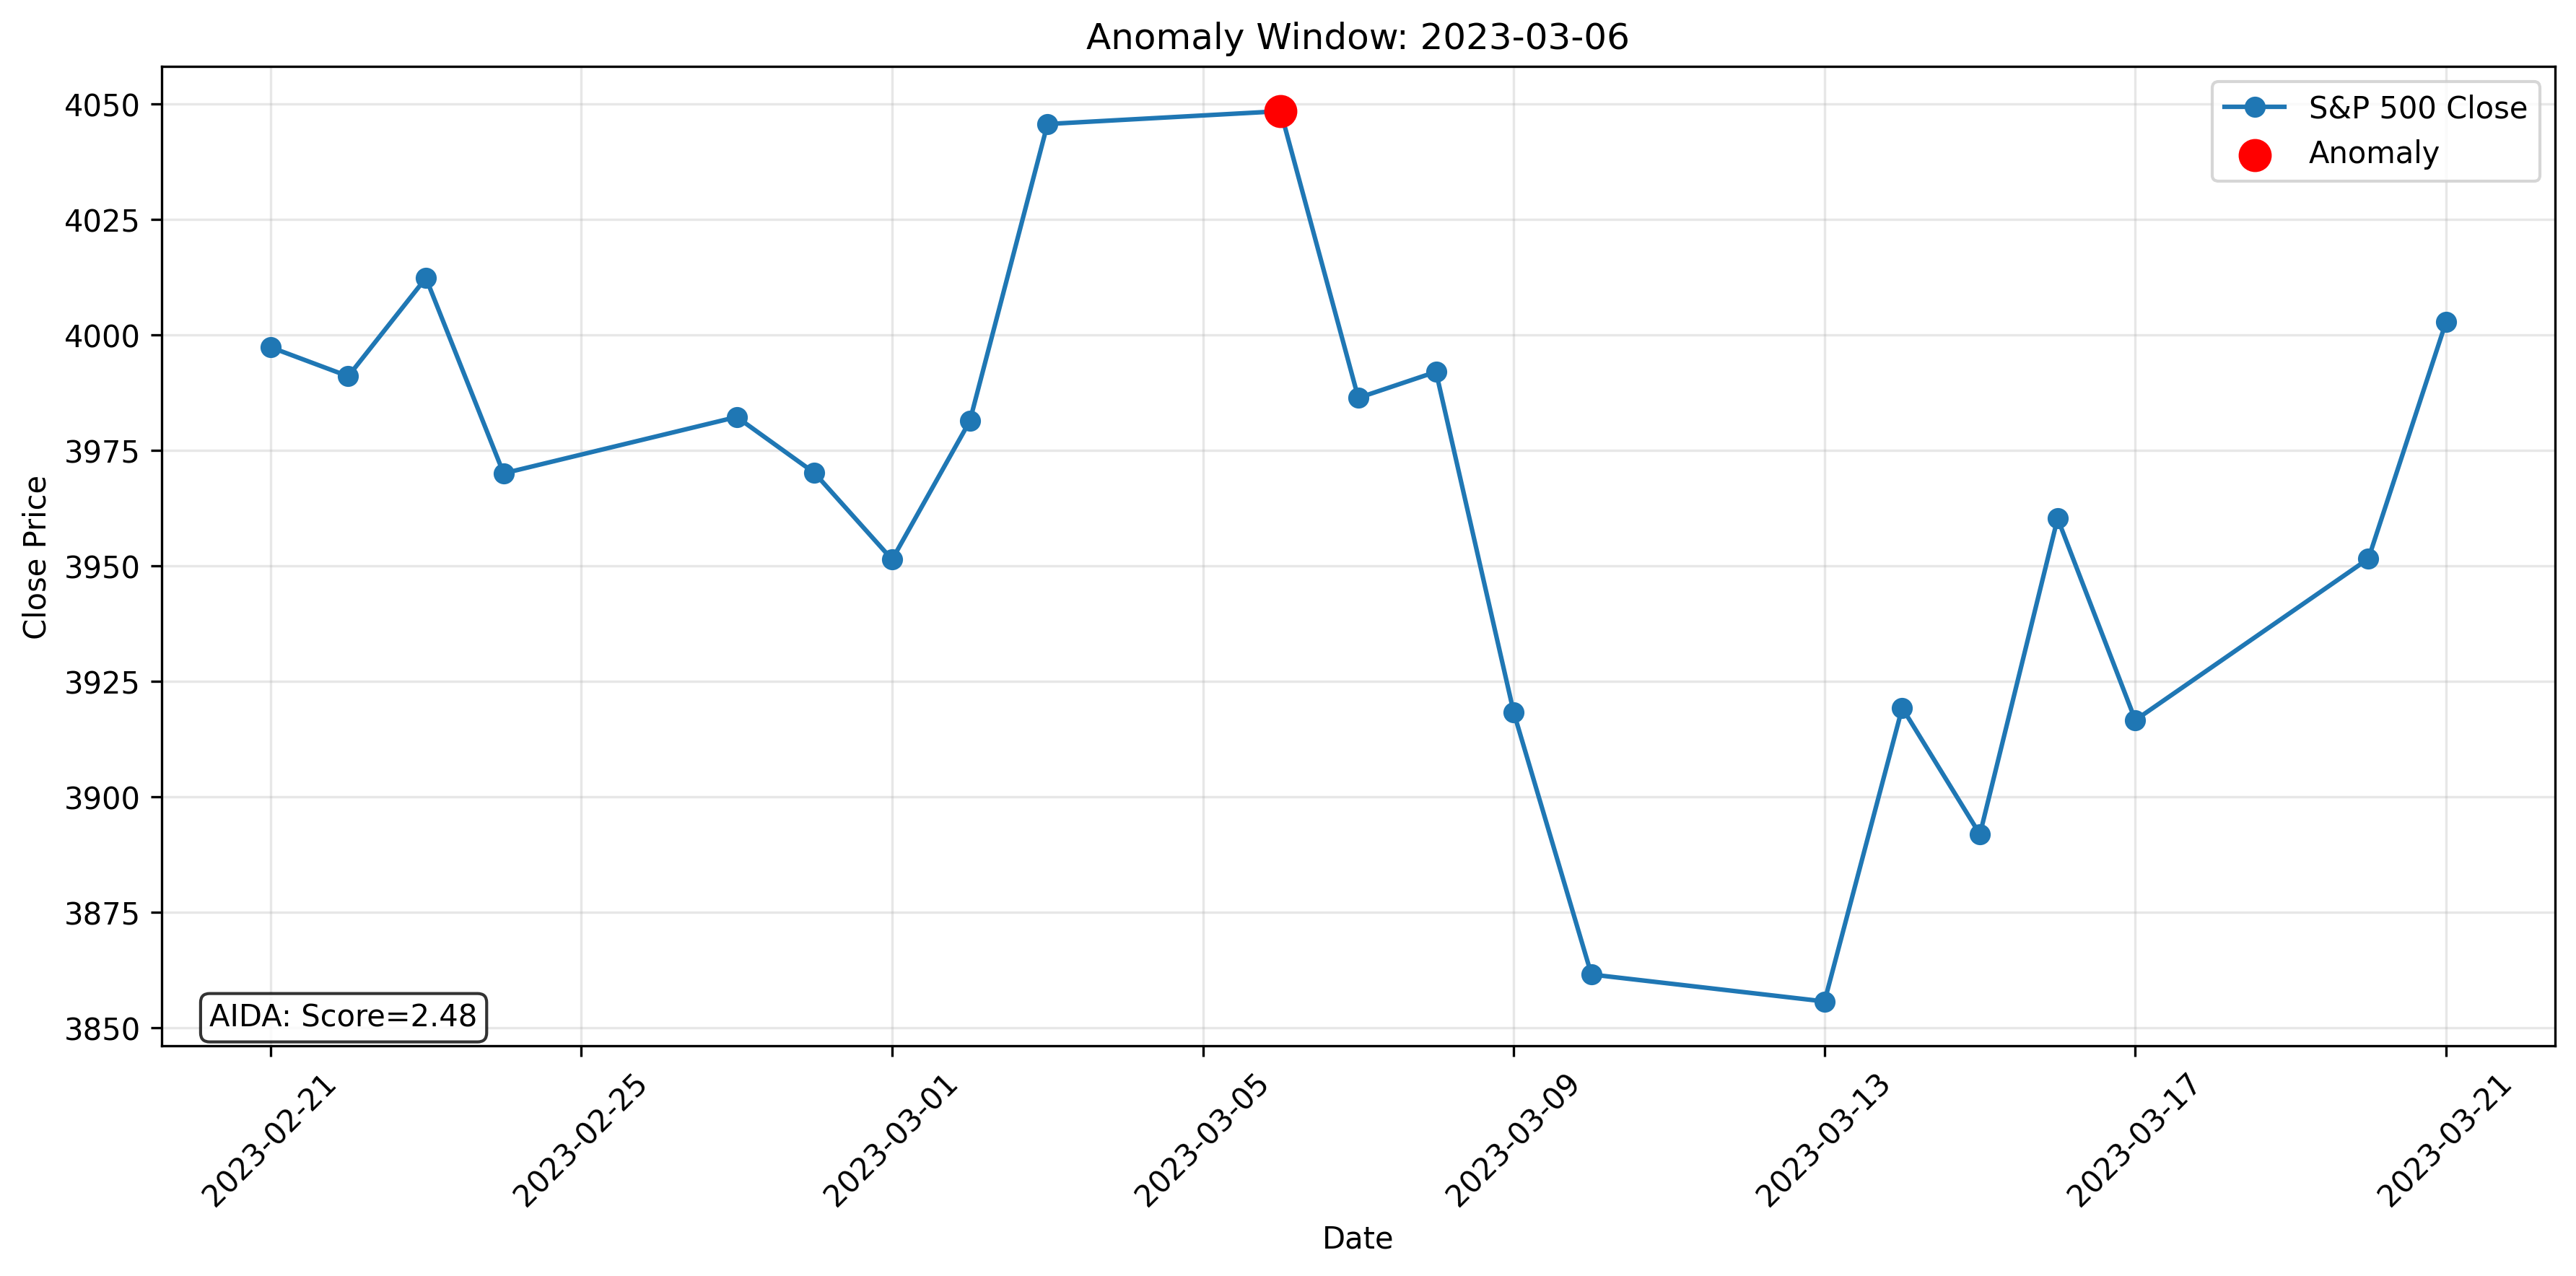 Anomaly Window: 2023-03-06
S&P 500 Close
Anomaly
4050
4025
4000
3975
3950
3925
3900
3875
3850
Close Price
AIDA: Score=2.48
2023-02-21
2023-02-25
2023-03-01
2023-03-05
2023-03-09
2023-03-13
2023-03-17
2023-03-21
Date